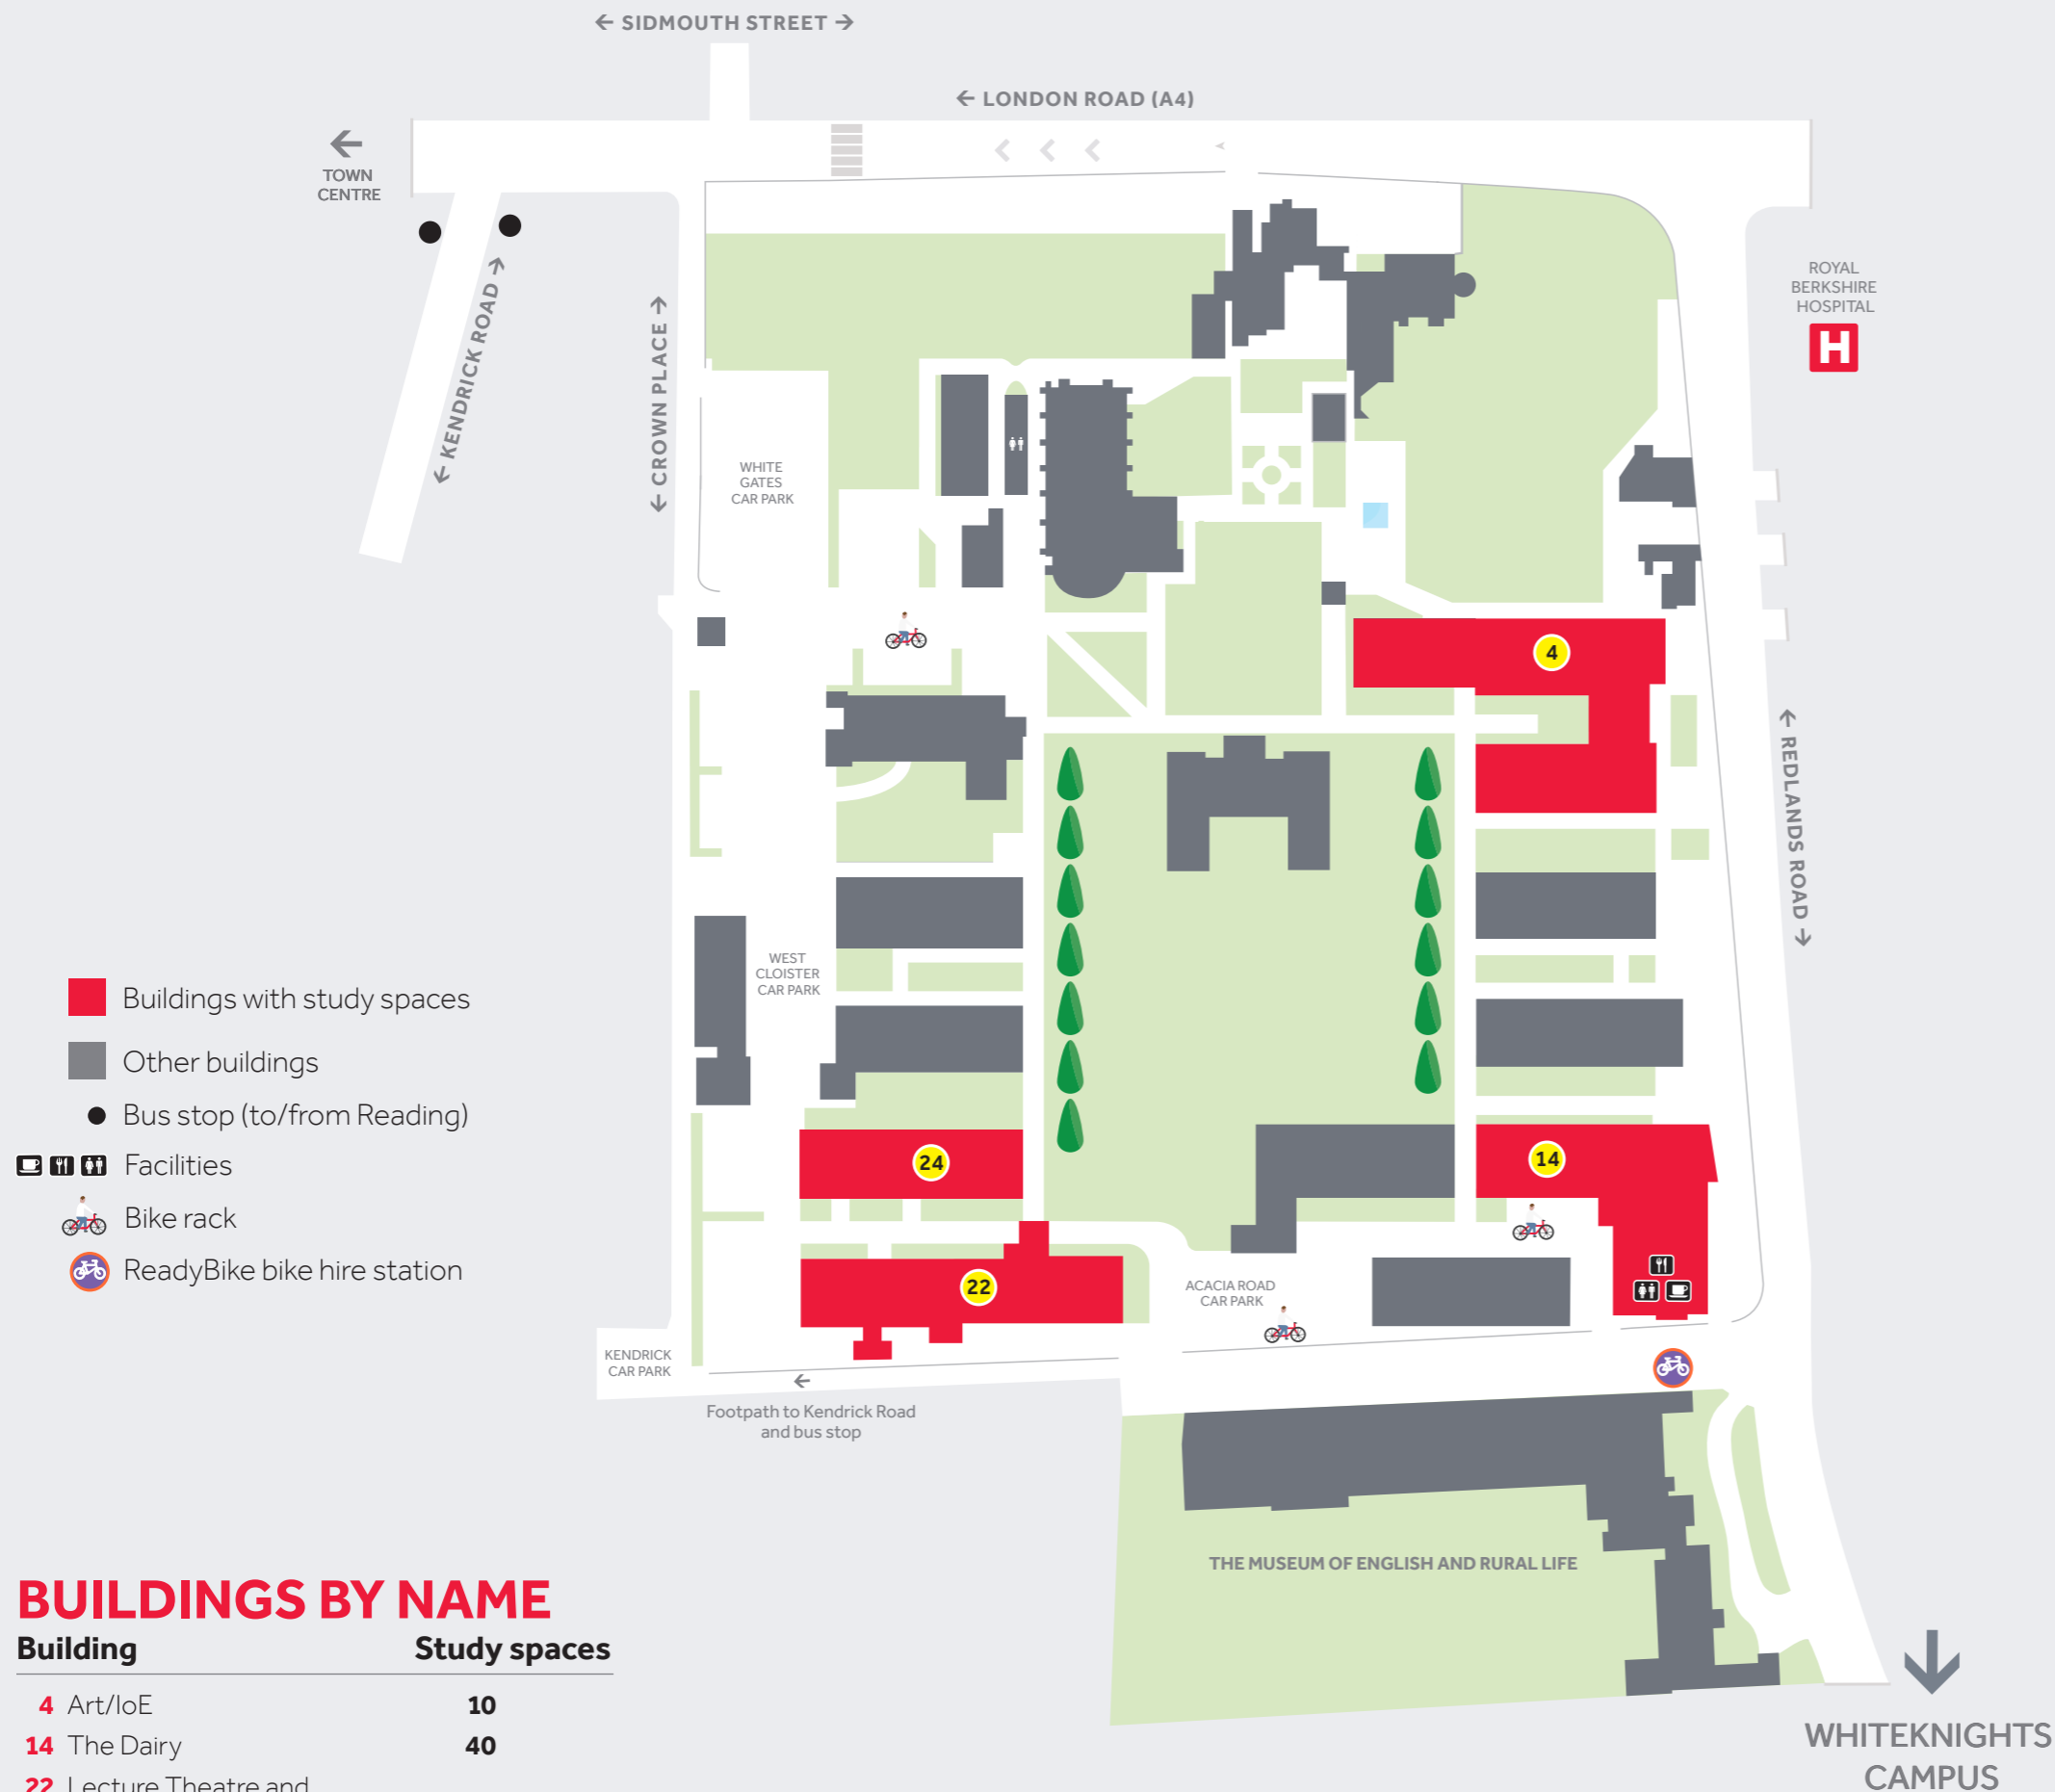 ← SIDMOUTH STREET →
← LONDON ROAD (A4)
TOWN
CENTRE
← KENDRICK ROAD →
← CROWN PLACE →
ROYAL
BERKSHIRE
HOSPITAL
H
WHITE
GATES
CAR PARK
4
← REDLANDS ROAD →
WEST
CLOISTER
CAR PARK
Buildings with study spaces
Other buildings
Bus stop (to/from Reading)
Facilities
Bike rack
ReadyBike bike hire station
24
14
22
ACACIA ROAD
CAR PARK
KENDRICK
CAR PARK
Footpath to Kendrick Road
and bus stop
THE MUSEUM OF ENGLISH AND RURAL LIFE
WHITEKNIGHTS
CAMPUS
BUILDINGS BY NAME
Building Study spaces
4 Art/IoE 10
14 The Dairy 40
22 Lecture Theatre and